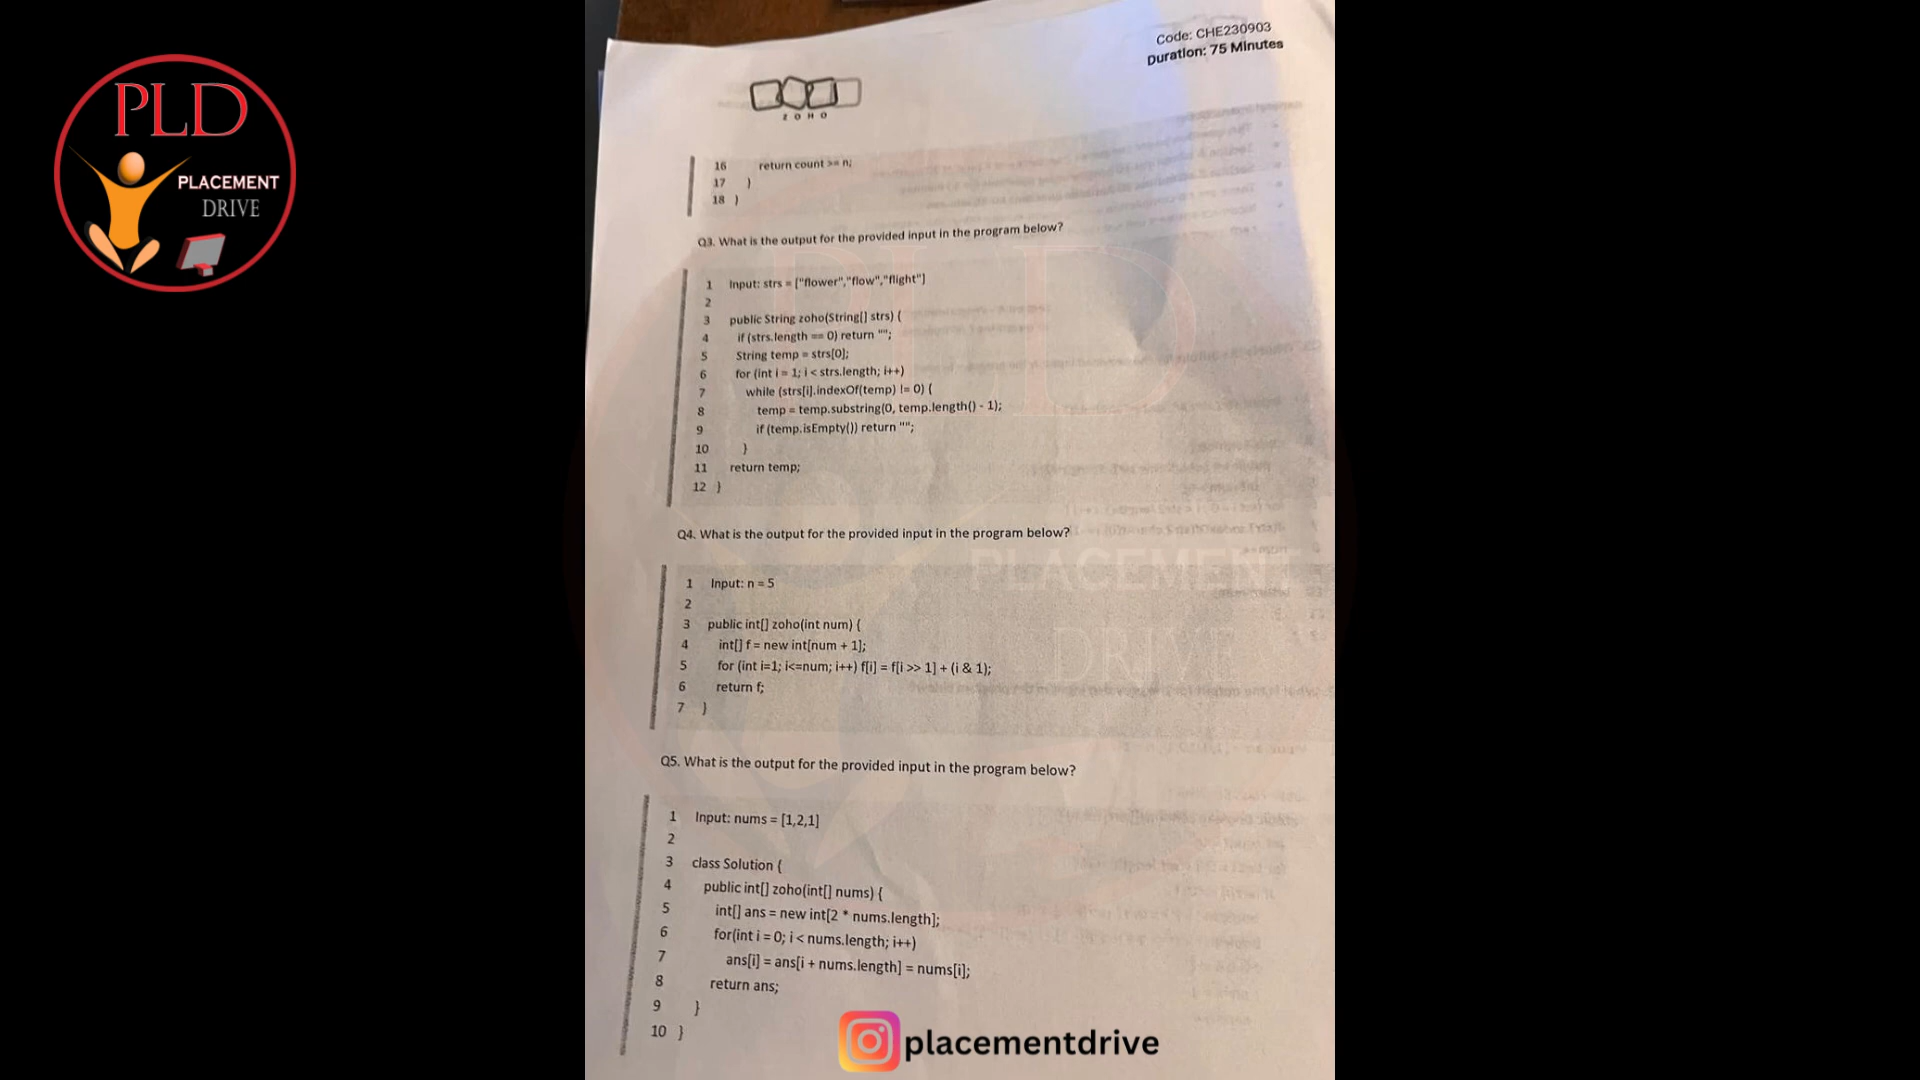 PLD
PLACEMENT
DRIVE
Code: CHE230903
Duration: 75 Minutes
ZOHO
16 return count >= n;
17 }
18 }
Q3. What is the output for the provided input in the program below?
1 Input: strs = ["flower","flow","flight"]
2
3 public String zoho(String[] strs) {
4 if (strs.length == 0) return "";
5 String temp = strs[0];
6 for (int i = 1; i < strs.length; i++)
7 while (strs[i].indexOf(temp) != 0) {
8 temp = temp.substring(0, temp.length() - 1);
9 if (temp.isEmpty()) return "";
10 }
11 return temp;
12 }
Q4. What is the output for the provided input in the program below?
1 Input: n = 5
2
3 public int[] zoho(int num) {
4 int[] f = new int[num + 1];
5 for (int i=1; i<=num; i++) f[i] = f[i >> 1] + (i & 1);
6 return f;
7 }
Q5. What is the output for the provided input in the program below?
1 Input: nums = [1,2,1]
2
3 class Solution {
4 public int[] zoho(int[] nums) {
5 int[] ans = new int[2 * nums.length];
6 for(int i = 0; i < nums.length; i++)
7 ans[i] = ans[i + nums.length] = nums[i];
8 return ans;
9 }
10 }
PLD
PLACEMENT
DRIVE
placementdrive